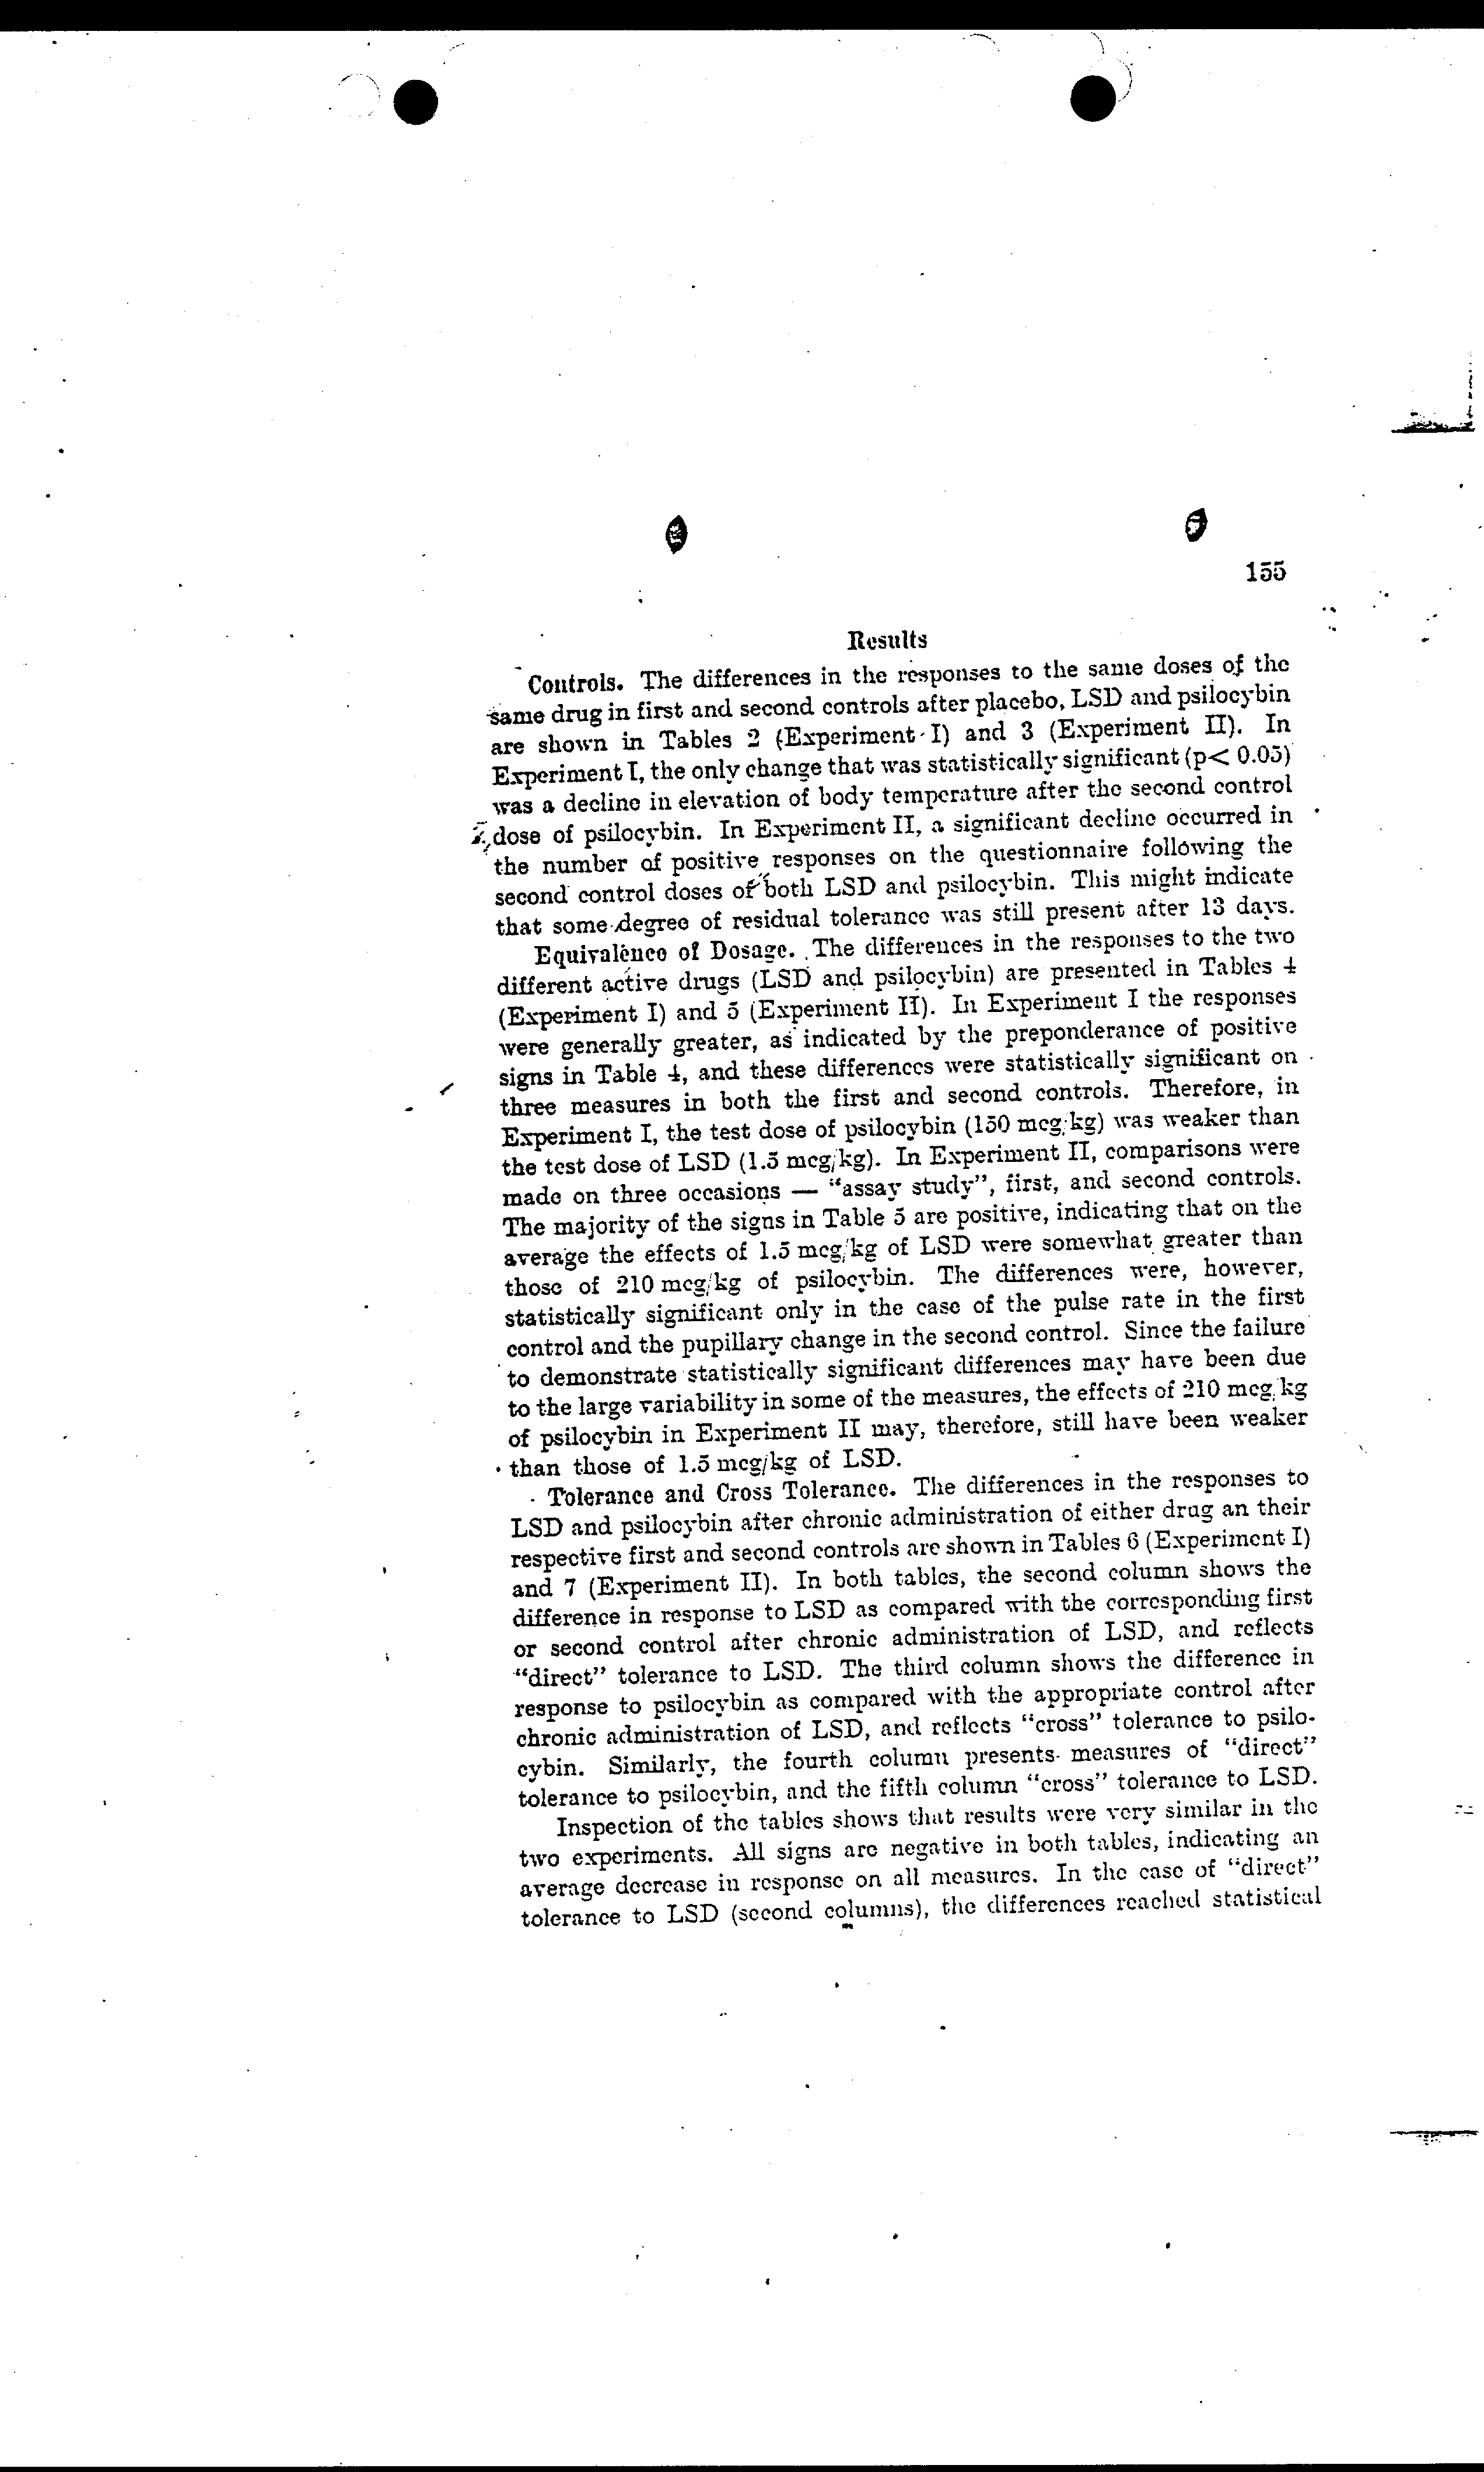 155
Results
Controls. The differences in the responses to the same doses of the
same drug in first and second controls after placebo, LSD and psilocybin
are shown in Tables 2 (Experiment I) and 3 (Experiment II). In
Experiment I, the only change that was statistically significant (p< 0.05)
was a decline in elevation of body temperature after the second control
dose of psilocybin. In Experiment II, a significant decline occurred in
the number of positive responses on the questionnaire following the
second control doses of both LSD and psilocybin. This might indicate
that some degree of residual tolerance was still present after 13 days.
Equivalence of Dosage. The differences in the responses to the two
different active drugs (LSD and psilocybin) are presented in Tables 4
(Experiment I) and 5 (Experiment II). In Experiment I the responses
were generally greater, as indicated by the preponderance of positive
signs in Table 4, and these differences were statistically significant on
three measures in both the first and second controls. Therefore, in
Experiment I, the test dose of psilocybin (150 mcg/kg) was weaker than
the test dose of LSD (1.5 mcg/kg). In Experiment II, comparisons were
made on three occasions — “assay study”, first, and second controls.
The majority of the signs in Table 5 are positive, indicating that on the
average the effects of 1.5 mcg/kg of LSD were somewhat greater than
those of 210 mcg/kg of psilocybin. The differences were, however,
statistically significant only in the case of the pulse rate in the first
control and the pupillary change in the second control. Since the failure
to demonstrate statistically significant differences may have been due
to the large variability in some of the measures, the effects of 210 mcg/kg
of psilocybin in Experiment II may, therefore, still have been weaker
than those of 1.5 mcg/kg of LSD.
Tolerance and Cross Tolerance. The differences in the responses to
LSD and psilocybin after chronic administration of either drug an their
respective first and second controls are shown in Tables 6 (Experiment I)
and 7 (Experiment II). In both tables, the second column shows the
difference in response to LSD as compared with the corresponding first
or second control after chronic administration of LSD, and reflects
“direct” tolerance to LSD. The third column shows the difference in
response to psilocybin as compared with the appropriate control after
chronic administration of LSD, and reflects “cross” tolerance to psilo-
cybin. Similarly, the fourth column presents measures of “direct”
tolerance to psilocybin, and the fifth column “cross” tolerance to LSD.
Inspection of the tables shows that results were very similar in the
two experiments. All signs are negative in both tables, indicating an
average decrease in response on all measures. In the case of “direct”
tolerance to LSD (second columns), the differences reached statistical